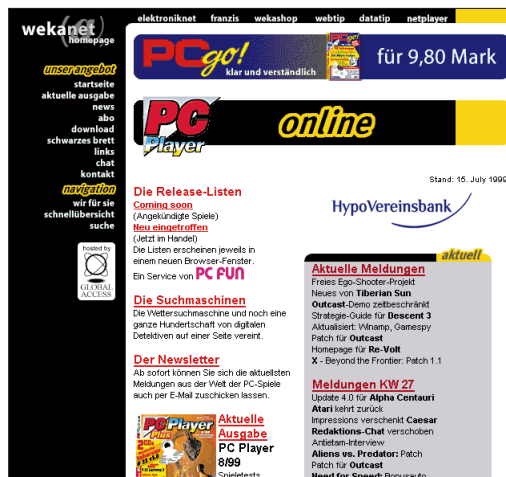 elektroniknet franzis wekashop webtip datatip netplayer
wekanet
homepage
unser angebot
startseite
aktuelle ausgabe
news
abo
download
schwarzes brett
links
chat
kontakt
navigation
wir für sie
schnellübersicht
suche
hosted by
GLOBAL
ACCESS
PC go!
klar und verständlich
für 9,80 Mark
PC
Player
online
Stand: 15. July 1999
HypoVereinsbank
Die Release-Listen
Coming soon
(Angekündigte Spiele)
Neu eingetroffen
(Jetzt im Handel)
Die Listen erscheinen jeweils in
einem neuen Browser-Fenster.
Ein Service von PC FUN
Die Suchmaschinen
Die Wettersuchmaschine und noch eine
ganze Hundertschaft von digitalen
Detektiven auf einer Seite vereint.
Der Newsletter
Ab sofort können Sie sich die aktuellsten
Meldungen aus der Welt der PC-Spiele
auch per E-Mail zuschicken lassen.
PC Player
Plus
Aktuelle
Ausgabe
PC Player
8/99
Spieletests
aktuell
Aktuelle Meldungen
Freies Ego-Shooter-Projekt
Neues von Tiberian Sun
Outcast-Demo zeitbeschränkt
Strategie-Guide für Descent 3
Aktualisiert: Winamp, Gamespy
Patch für Outcast
Homepage für Re-Volt
X - Beyond the Frontier: Patch 1.1
Meldungen KW 27
Update 4.0 für Alpha Centauri
Atari kehrt zurück
Impressions verschenkt Caesar
Redaktions-Chat verschoben
Antietam-Interview
Aliens vs. Predator: Patch
Patch für Outcast
Need for Speed: Bonusauto